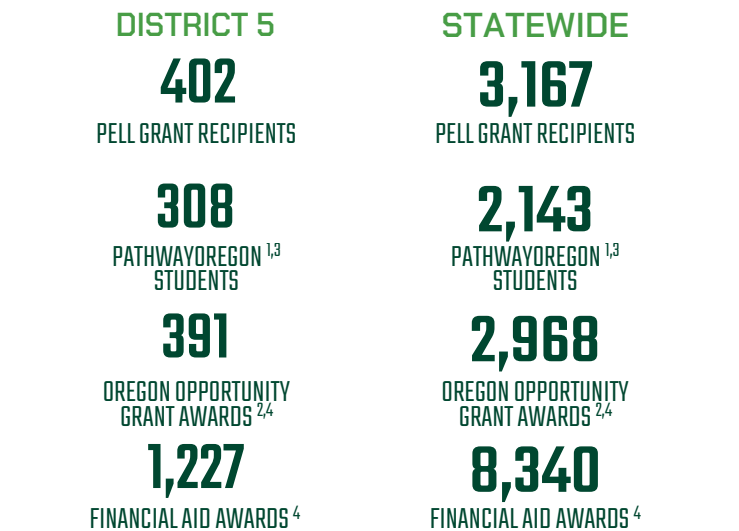 DISTRICT 5
402
PELL GRANT RECIPIENTS
308
PATHWAYOREGON 1,3
STUDENTS
391
OREGON OPPORTUNITY
GRANT AWARDS 2,4
1,227
FINANCIAL AID AWARDS 4
STATEWIDE
3,167
PELL GRANT RECIPIENTS
2,143
PATHWAYOREGON 1,3
STUDENTS
2,968
OREGON OPPORTUNITY
GRANT AWARDS 2,4
8,340
FINANCIAL AID AWARDS 4